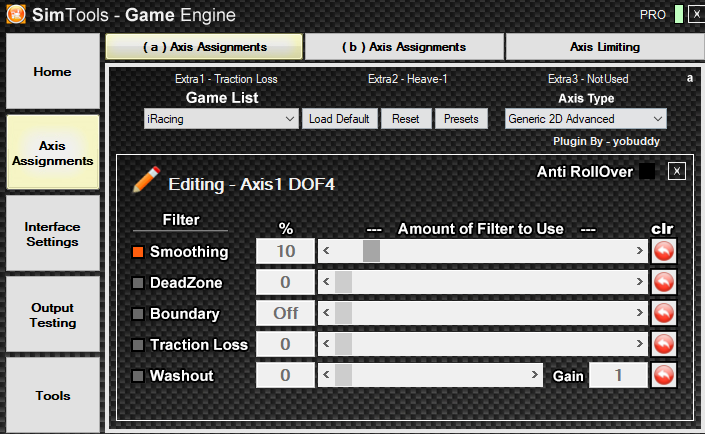 SimTools - Game Engine
PRO
X
Home
( a ) Axis Assignments
( b ) Axis Assignments
Axis Limiting
Extra1 - Traction Loss
Extra2 - Heave-1
Extra3 - NotUsed
a
Game List
Axis Type
iRacing
Load Default
Reset
Presets
Generic 2D Advanced
Plugin By - yobuddy
Axis
Assignments
Editing - Axis1 DOF4
Anti RollOver
X
Interface
Settings
Filter
%
--- Amount of Filter to Use ---
clr
Smoothing
10
DeadZone
0
Output
Testing
Boundary
Off
Traction Loss
0
Washout
0
Gain
1
Tools